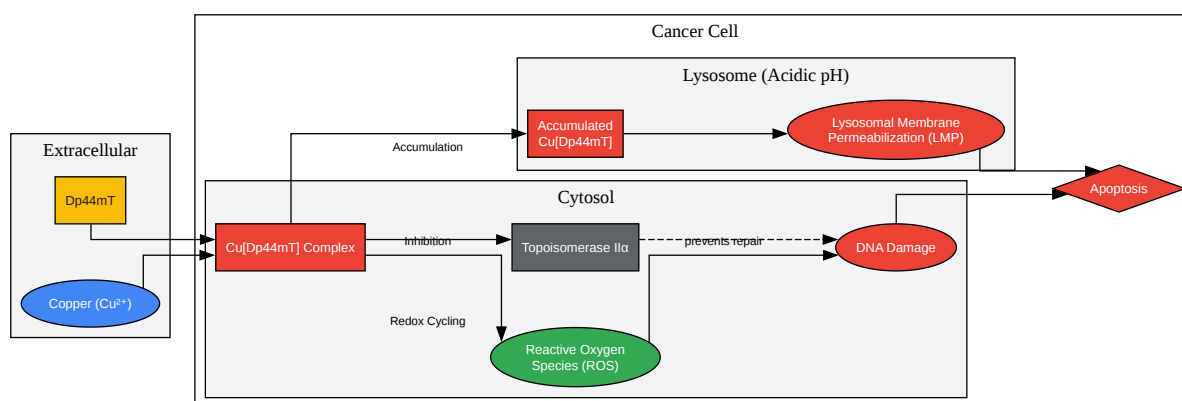 Cancer Cell
Lysosome (Acidic pH)
Accumulated
Cu[Dp44mT]
Lysosomal Membrane
Permeabilization (LMP)
Accumulation
Extracellular
Dp44mT
Copper (Cu²⁺)
Cytosol
Cu[Dp44mT] Complex
Inhibition
Topoisomerase IIα
prevents repair
DNA Damage
Apoptosis
Redox Cycling
Reactive Oxygen
Species (ROS)